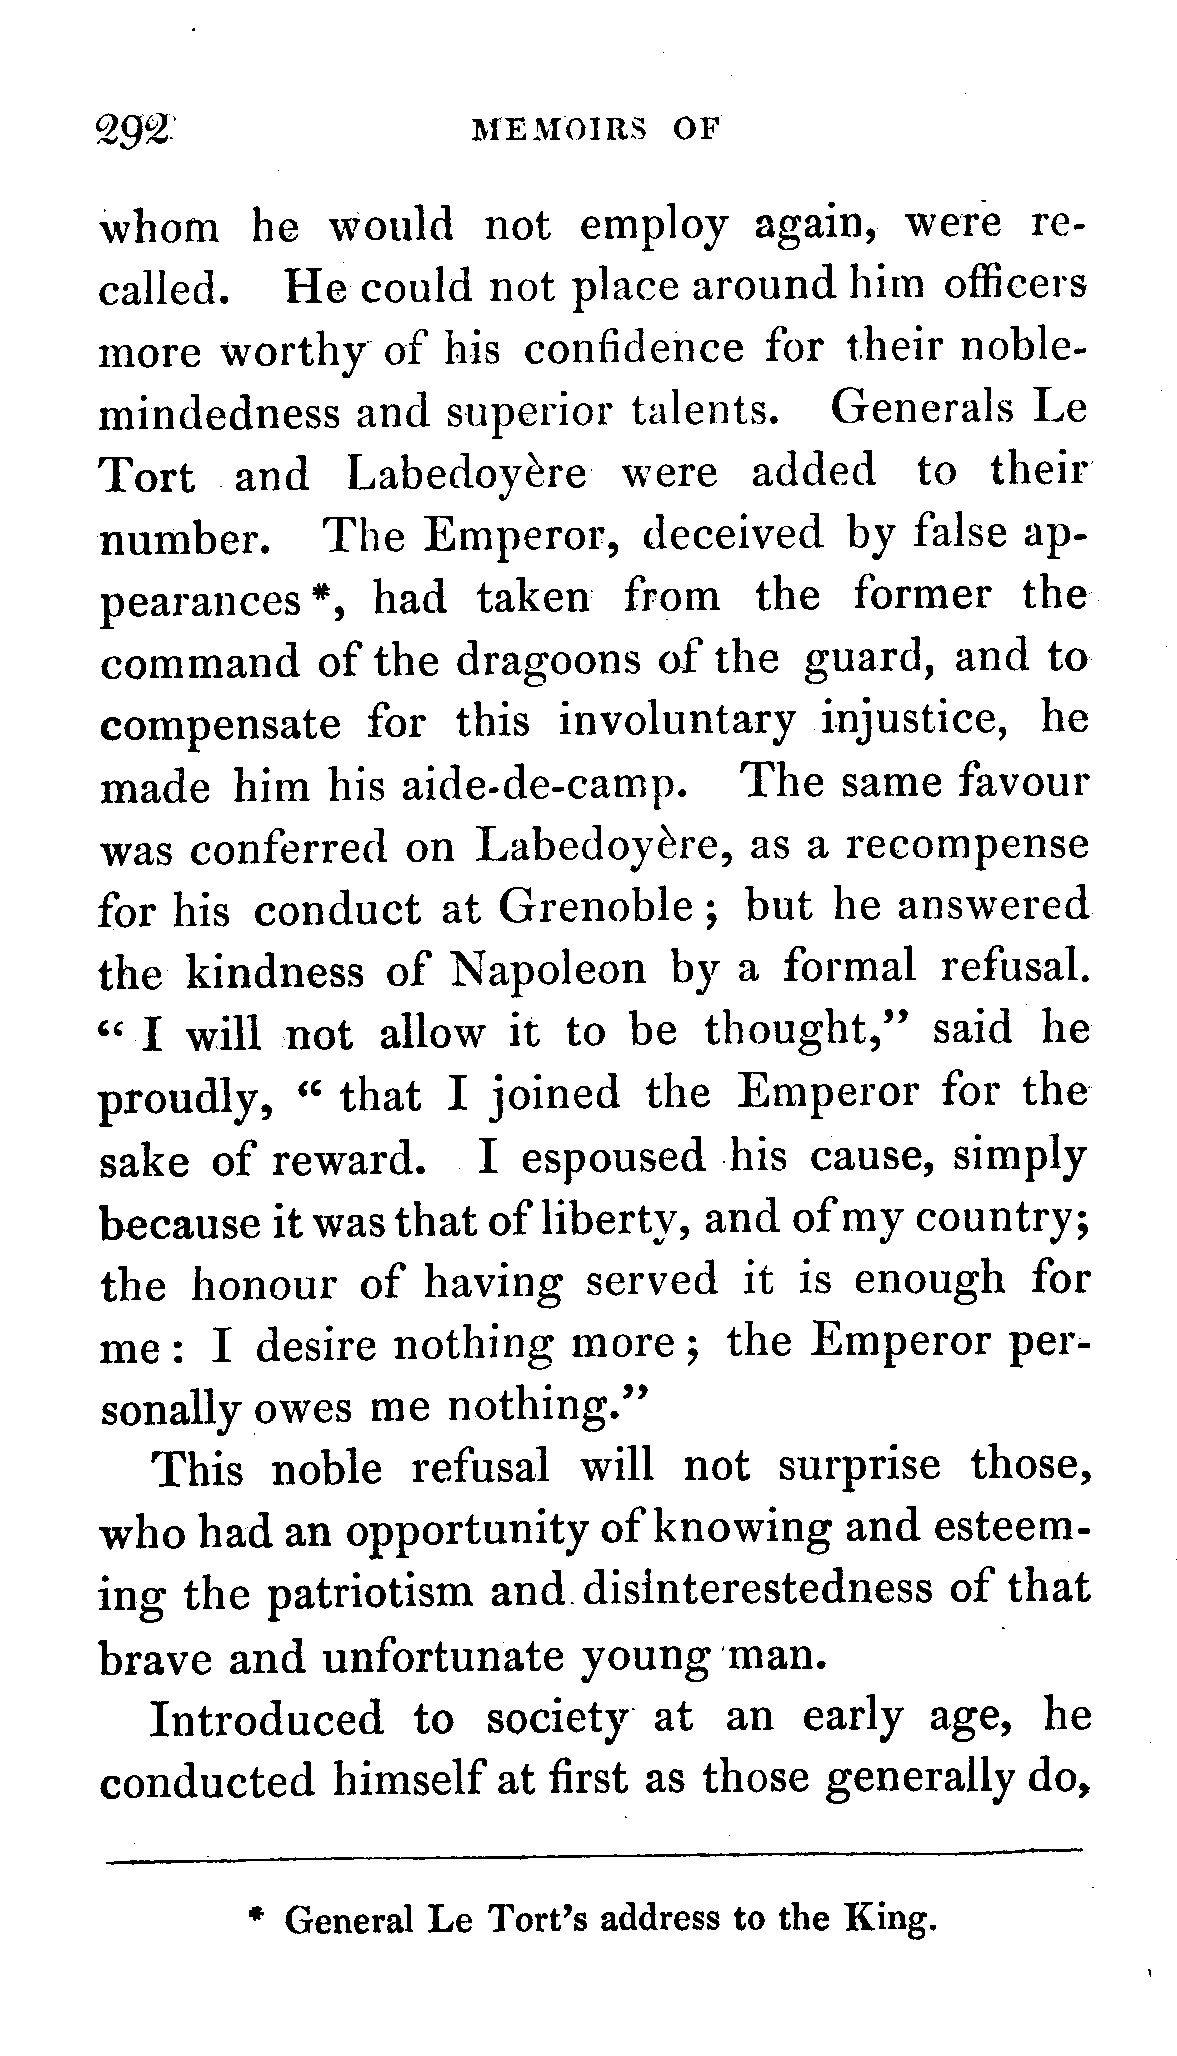 292 MEMOIRS OF
whom he would not employ again, were re-
called. He could not place around him officers
more worthy of his confidence for their noble-
mindedness and superior talents. Generals Le
Tort and Labedoyère were added to their
number. The Emperor, deceived by false ap-
pearances *, had taken from the former the
command of the dragoons of the guard, and to
compensate for this involuntary injustice, he
made him his aide-de-camp. The same favour
was conferred on Labedoyère, as a recompense
for his conduct at Grenoble ; but he answered
the kindness of Napoleon by a formal refusal.
“ I will not allow it to be thought,” said he
proudly, “ that I joined the Emperor for the
sake of reward. I espoused his cause, simply
because it was that of liberty, and of my country;
the honour of having served it is enough for
me : I desire nothing more ; the Emperor per-
sonally owes me nothing.”
This noble refusal will not surprise those,
who had an opportunity of knowing and esteem-
ing the patriotism and disinterestedness of that
brave and unfortunate young man.
Introduced to society at an early age, he
conducted himself at first as those generally do,
* General Le Tort’s address to the King.